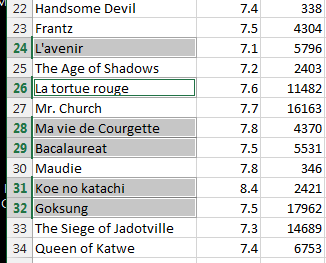 22 Handsome Devil 7.4 338
23 Frantz 7.5 4304
24 L'avenir 7.1 5796
25 The Age of Shadows 7.2 2403
26 La tortue rouge 7.6 11482
27 Mr. Church 7.7 16163
28 Ma vie de Courgette 7.8 4370
29 Bacalaureat 7.5 5531
30 Maudie 7.8 346
31 Koe no katachi 8.4 2421
32 Goksung 7.5 17962
33 The Siege of Jadotville 7.3 14689
34 Queen of Katwe 7.4 6753